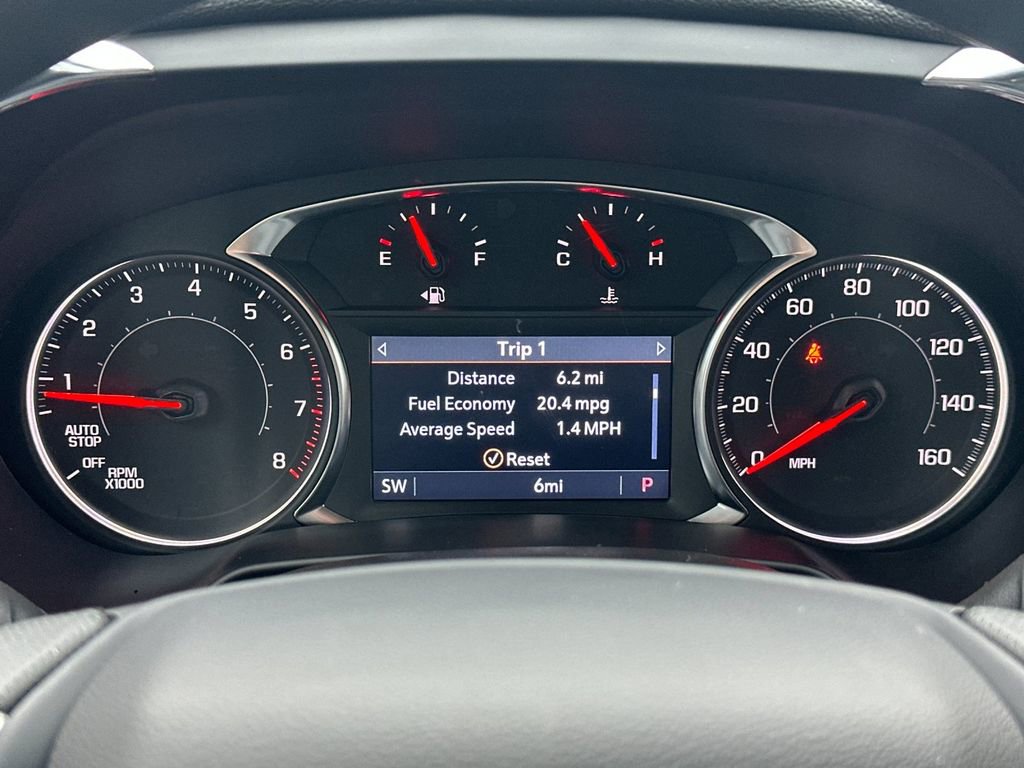 E F
C H
1 2 3 4 5 6 7 8
AUTO
STOP
OFF
RPM
X1000
Trip 1
Distance 6.2 mi
Fuel Economy 20.4 mpg
Average Speed 1.4 MPH
Reset
SW 6mi P
0 20 40 60 80 100 120 140 160
MPH